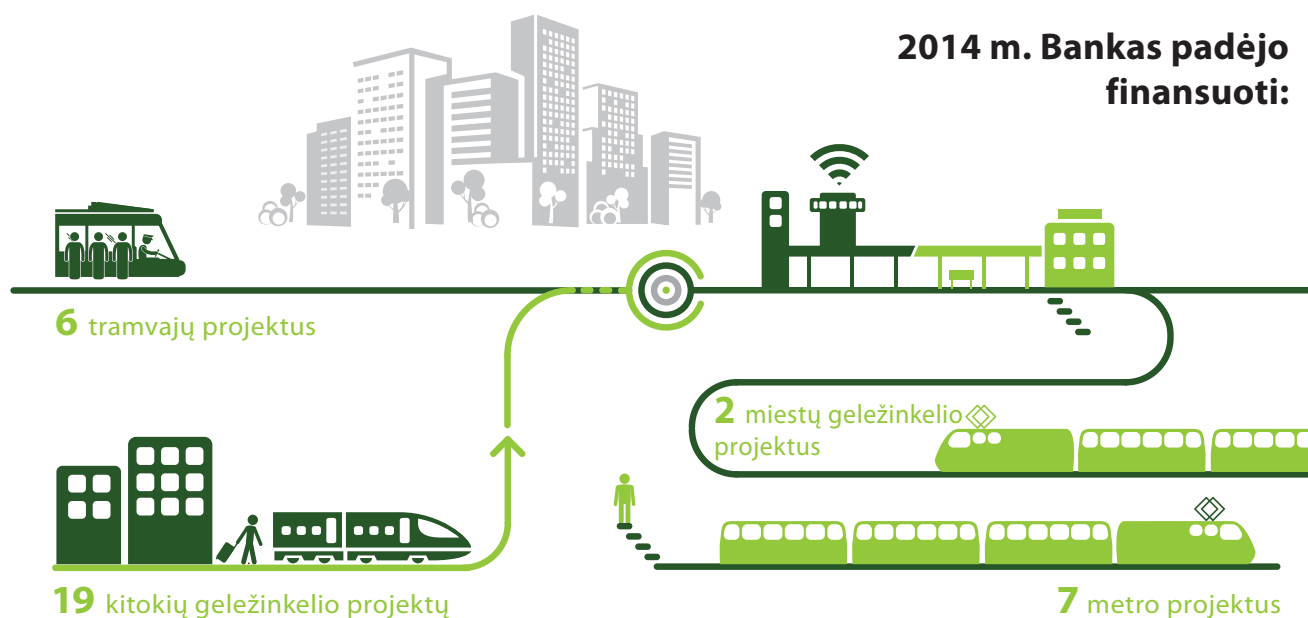 2014 m. Bankas padėjo
finansuoti:
6 tramvajų projektus
2 miestų geležinkelio
projektus
19 kitokių geležinkelio projektų
7 metro projektus